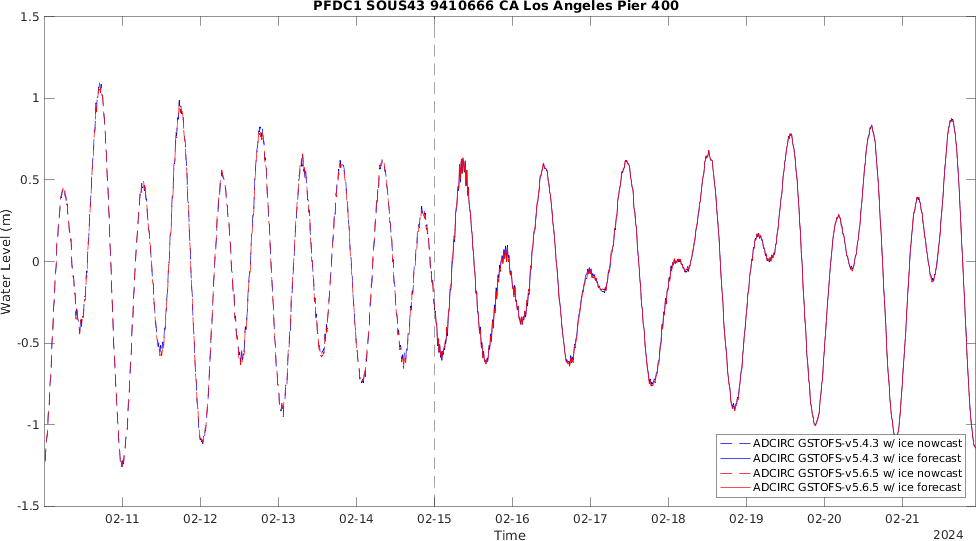 PFDC1 SOUS43 9410666 CA Los Angeles Pier 400
1.5
1
0.5
0
-0.5
-1
-1.5
Water Level (m)
02-11 02-12 02-13 02-14 02-15 02-16 02-17 02-18 02-19 02-20 02-21
Time
2024
ADCIRC GSTOFS-v5.4.3 w/ ice nowcast
ADCIRC GSTOFS-v5.4.3 w/ ice forecast
ADCIRC GSTOFS-v5.6.5 w/ ice nowcast
ADCIRC GSTOFS-v5.6.5 w/ ice forecast